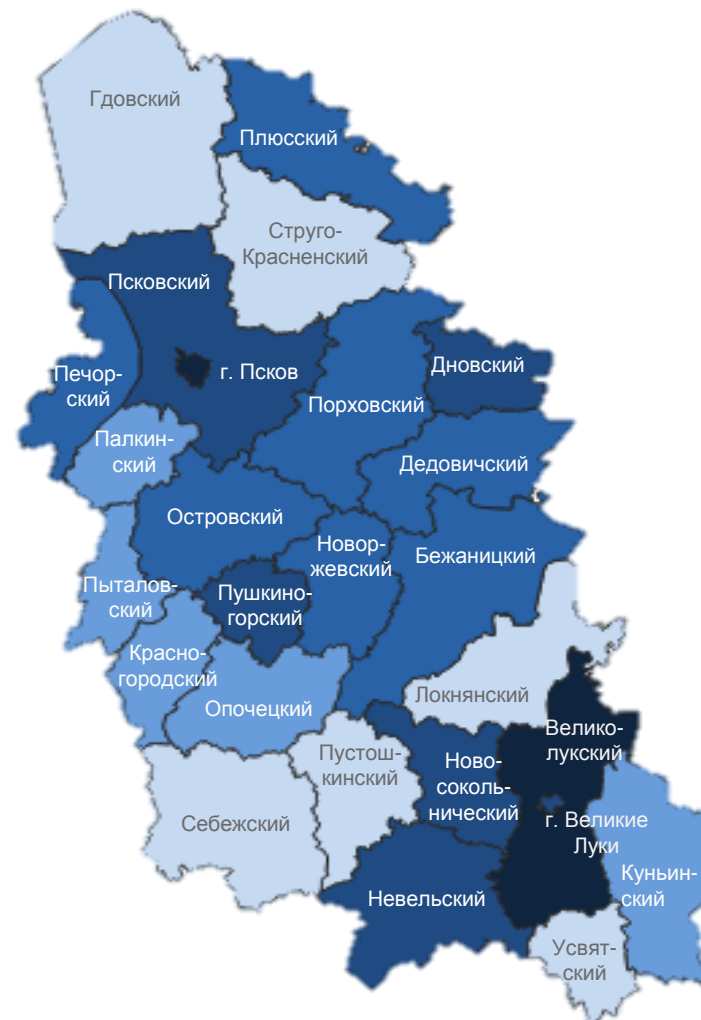 Гдовский
Плюсский
Струго-
Красненский
Псковский
г. Псков
Дновский
Печор-
ский
Порховский
Палкин-
ский
Дедовичский
Островский
Новор-
жевский
Бежаницкий
Пыталов-
ский
Пушкино-
горский
Красно-
городский
Опочецкий
Локнянский
Велико-
лукский
Пустош-
кинский
Ново-
соколь-
нический
Себежский
г. Великие
Луки
Куньин-
ский
Невельский
Усвят-
ский